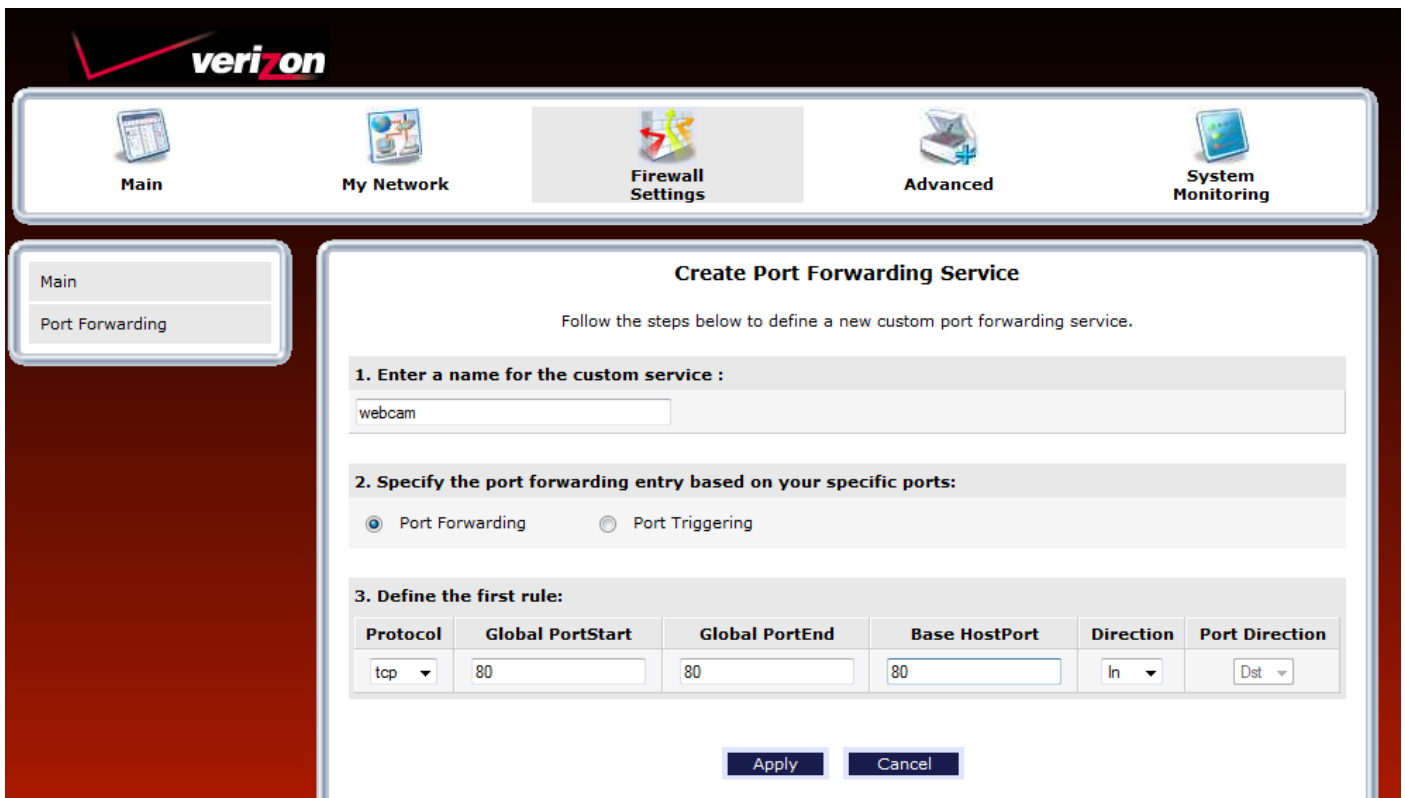 verizon
Main
My Network
Firewall
Settings
Advanced
System
Monitoring
Main
Port Forwarding
Create Port Forwarding Service
Follow the steps below to define a new custom port forwarding service.
1. Enter a name for the custom service :
webcam
2. Specify the port forwarding entry based on your specific ports:
Port Forwarding Port Triggering
3. Define the first rule:
Protocol Global PortStart Global PortEnd Base HostPort Direction Port Direction
tcp 80 80 80 In Dst
Apply Cancel